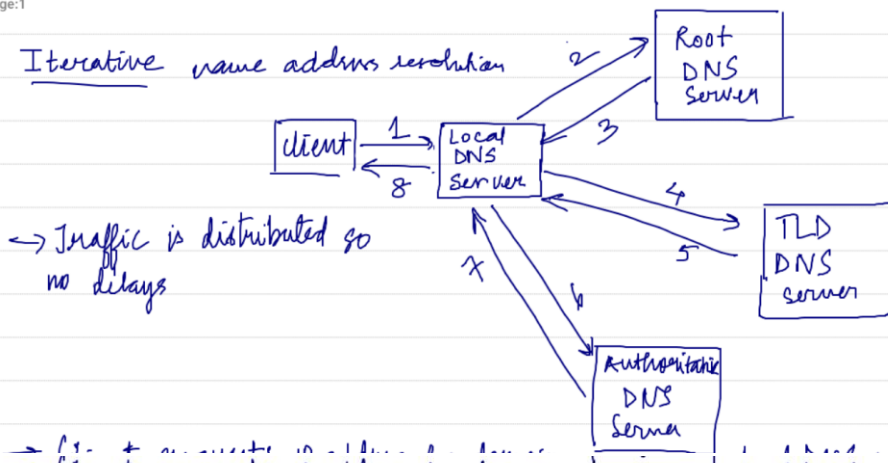 ge:1
Iterative name address resolution
Root
DNS
Server
2
3
client
1
8
Local
DNS
Server
4
5
TLD
DNS
server
→ Traffic is distributed so
no delays
7
6
Authoritative
DNS
Server